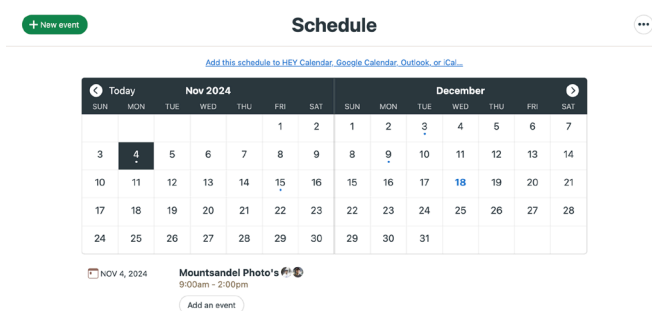 + New event
Schedule
Add this schedule to HEY Calendar, Google Calendar, Outlook, or iCal...
Today Nov 2024 December
SUN MON TUE WED THU FRI SAT SUN MON TUE WED THU FRI SAT
1 2 1 2 3 4 5 6 7
3 4 5 6 7 8 9 8 9 10 11 12 13 14
10 11 12 13 14 15 16 15 16 17 18 19 20 21
17 18 19 20 21 22 23 22 23 24 25 26 27 28
24 25 26 27 28 29 30 29 30 31
NOV 4, 2024 Mountsandel Photo's
9:00am - 2:00pm
Add an event